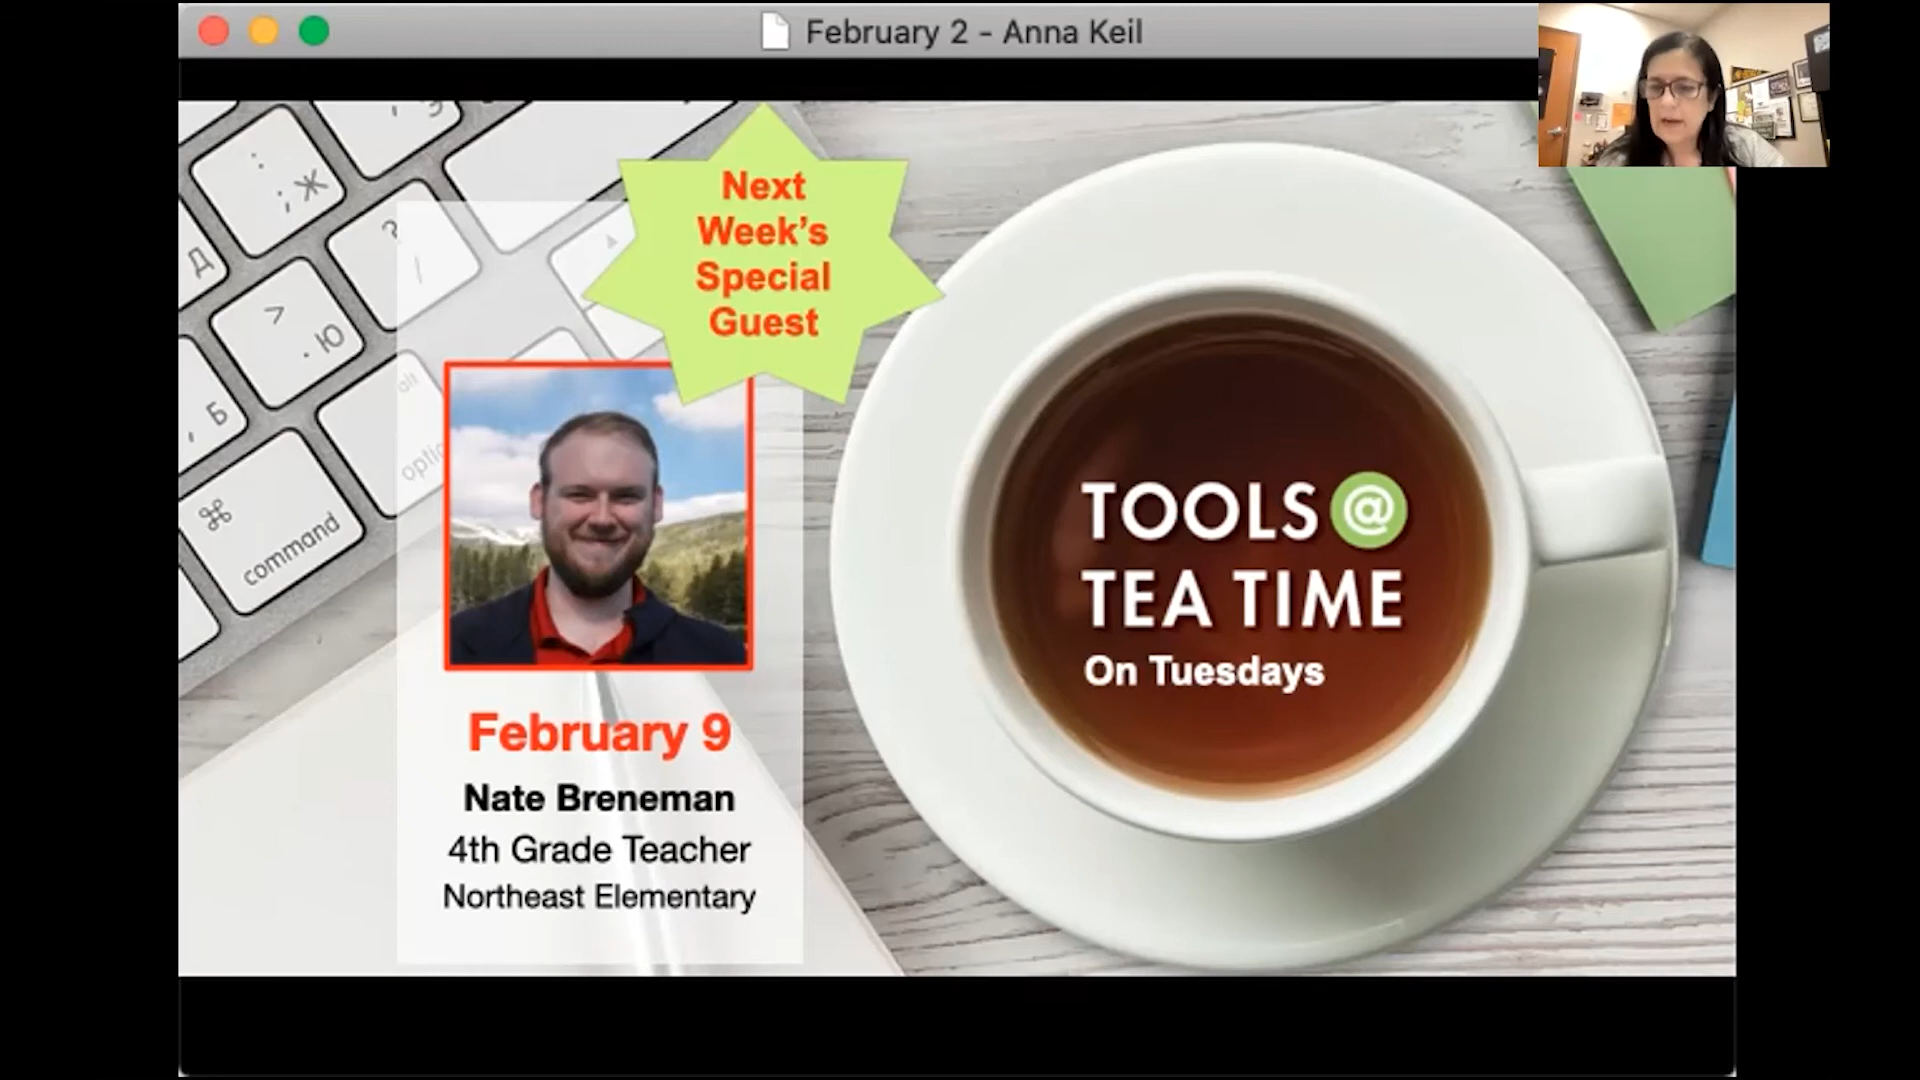 February 2 - Anna Keil
Next
Week's
Special
Guest
TOOLS @
TEA TIME
On Tuesdays
February 9
Nate Breneman
4th Grade Teacher
Northeast Elementary
: ; Ж
Э
Д
? /
> . Ю
, Б
alt
⌘
command